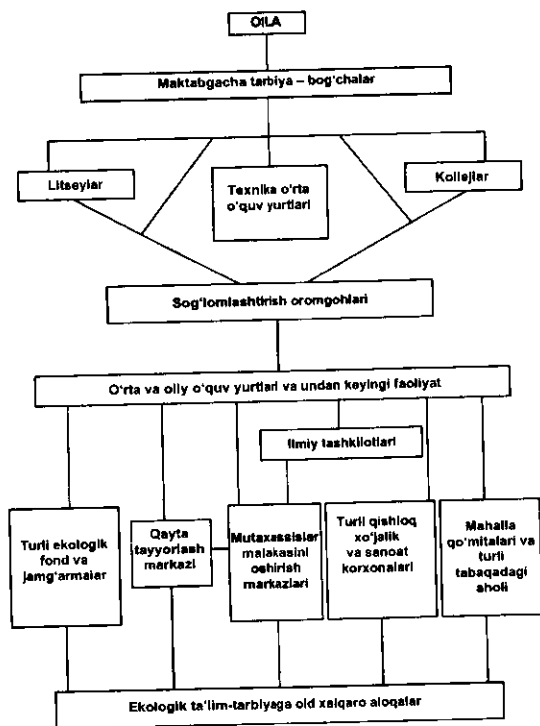 OILA
Maktabgacha tarbiya – bog‘chalar
Litseylar
Texnika o‘rta
o‘quv yurtlari
Kollejlar
Sog‘lomlashtirish oromgohlari
O‘rta va oliy o‘quv yurtlari va undan keyingi faoliyat
Ilmiy tashkilotlari
Turli ekologik
fond va
jamg‘armalar
Qayta
tayyorlash
markazi
Mutaxassislar
malakasini
oshirish
markazlari
Turli qishloq
xo‘jalik
va sanoat
korxonalari
Mahalla
qo‘mitalari va
turli
tabaqadagi
aholi
Ekologik ta’lim-tarbiyaga oid xalqaro aloqalar